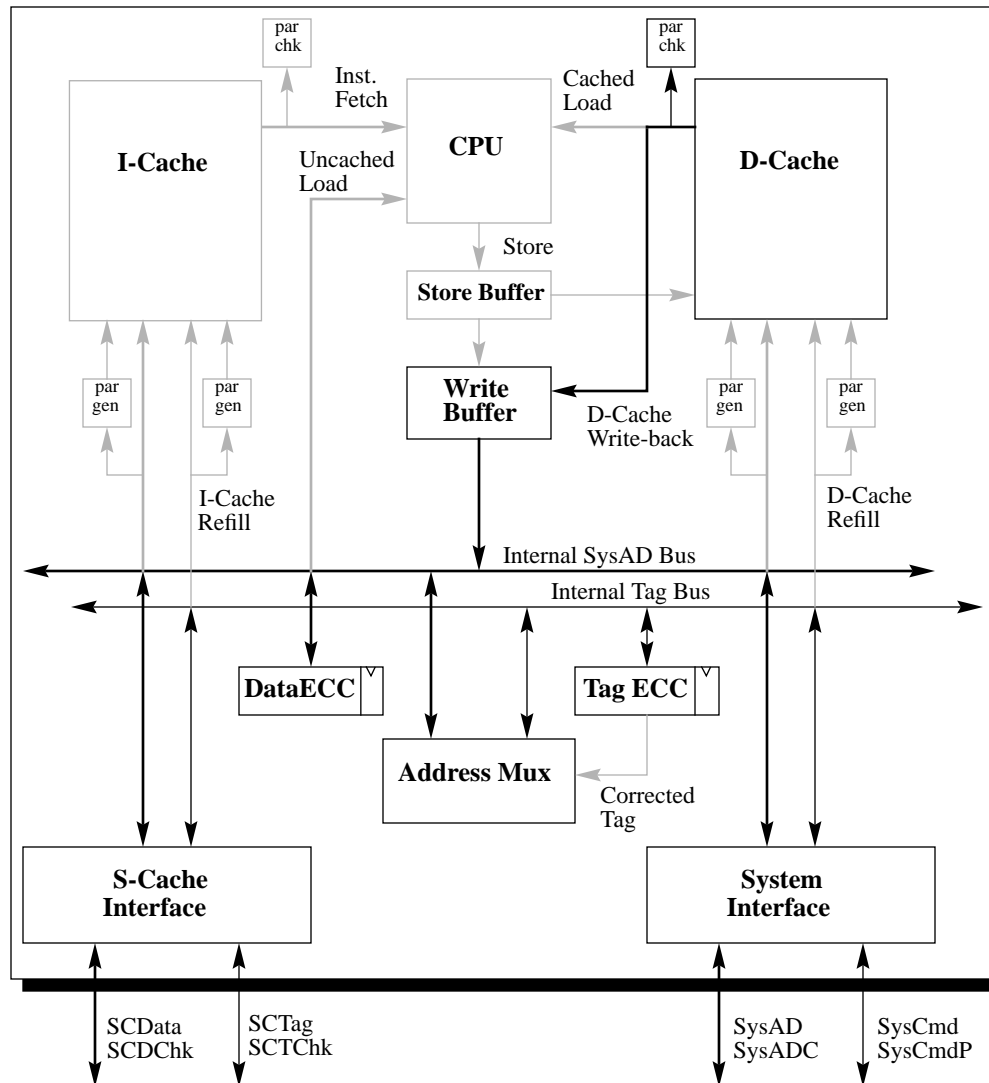 par
chk
par
chk
Inst.
Fetch
Cached
Load
I-Cache
CPU
D-Cache
Uncached
Load
Store
Store Buffer
par
gen
par
gen
Write
Buffer
par
gen
par
gen
D-Cache
Write-back
I-Cache
Refill
D-Cache
Refill
Internal SysAD Bus
Internal Tag Bus
DataECC
Tag ECC
Address Mux
Corrected
Tag
S-Cache
Interface
System
Interface
SCData
SCDChk
SCTag
SCTChk
SysAD
SysADC
SysCmd
SysCmdP